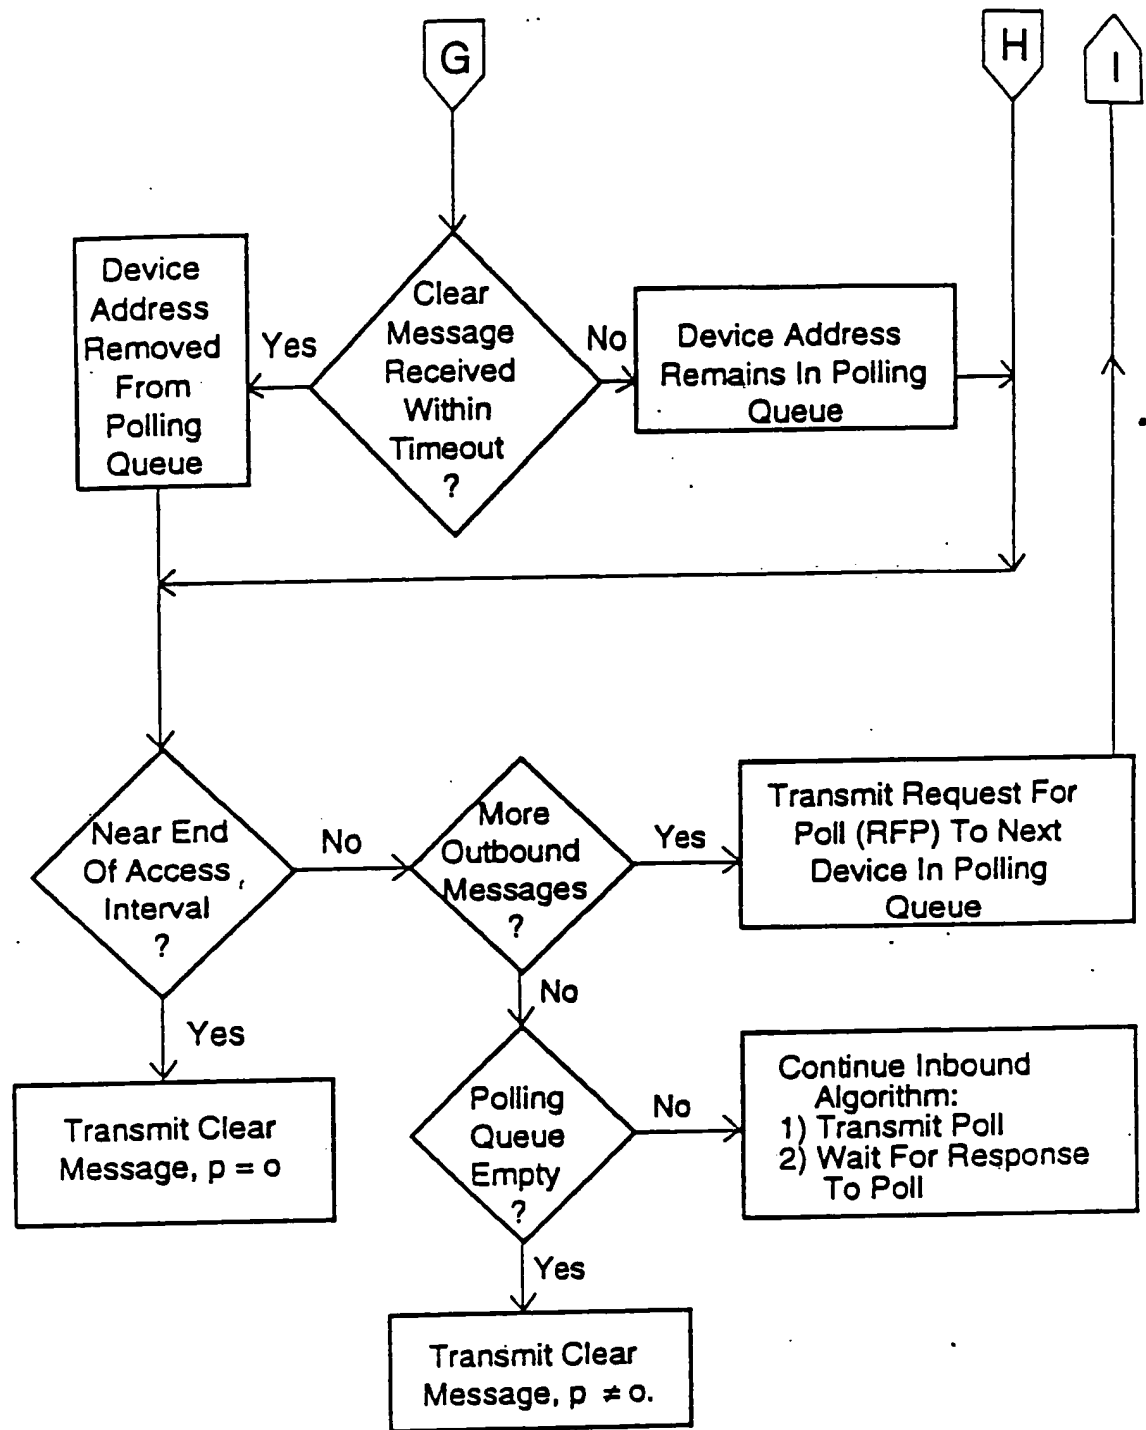 G
H
I
Device
Address
Removed
From
Polling
Queue
Yes
Clear
Message
Received
Within
Timeout
?
No
Device Address
Remains In Polling
Queue
Near End
Of Access
Interval
?
No
More
Outbound
Messages
?
Yes
Transmit Request For
Poll (RFP) To Next
Device In Polling
Queue
Yes
No
Transmit Clear
Message, p = o
Polling
Queue
Empty
?
No
Continue Inbound
Algorithm:
1) Transmit Poll
2) Wait For Response
To Poll
Yes
Transmit Clear
Message, p ≠ o.